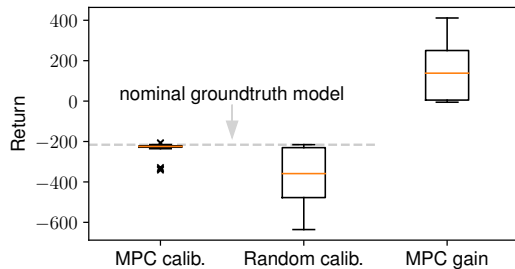 400
200
0
−200
−400
−600
Return
nominal groundtruth model
MPC calib.
Random calib.
MPC gain